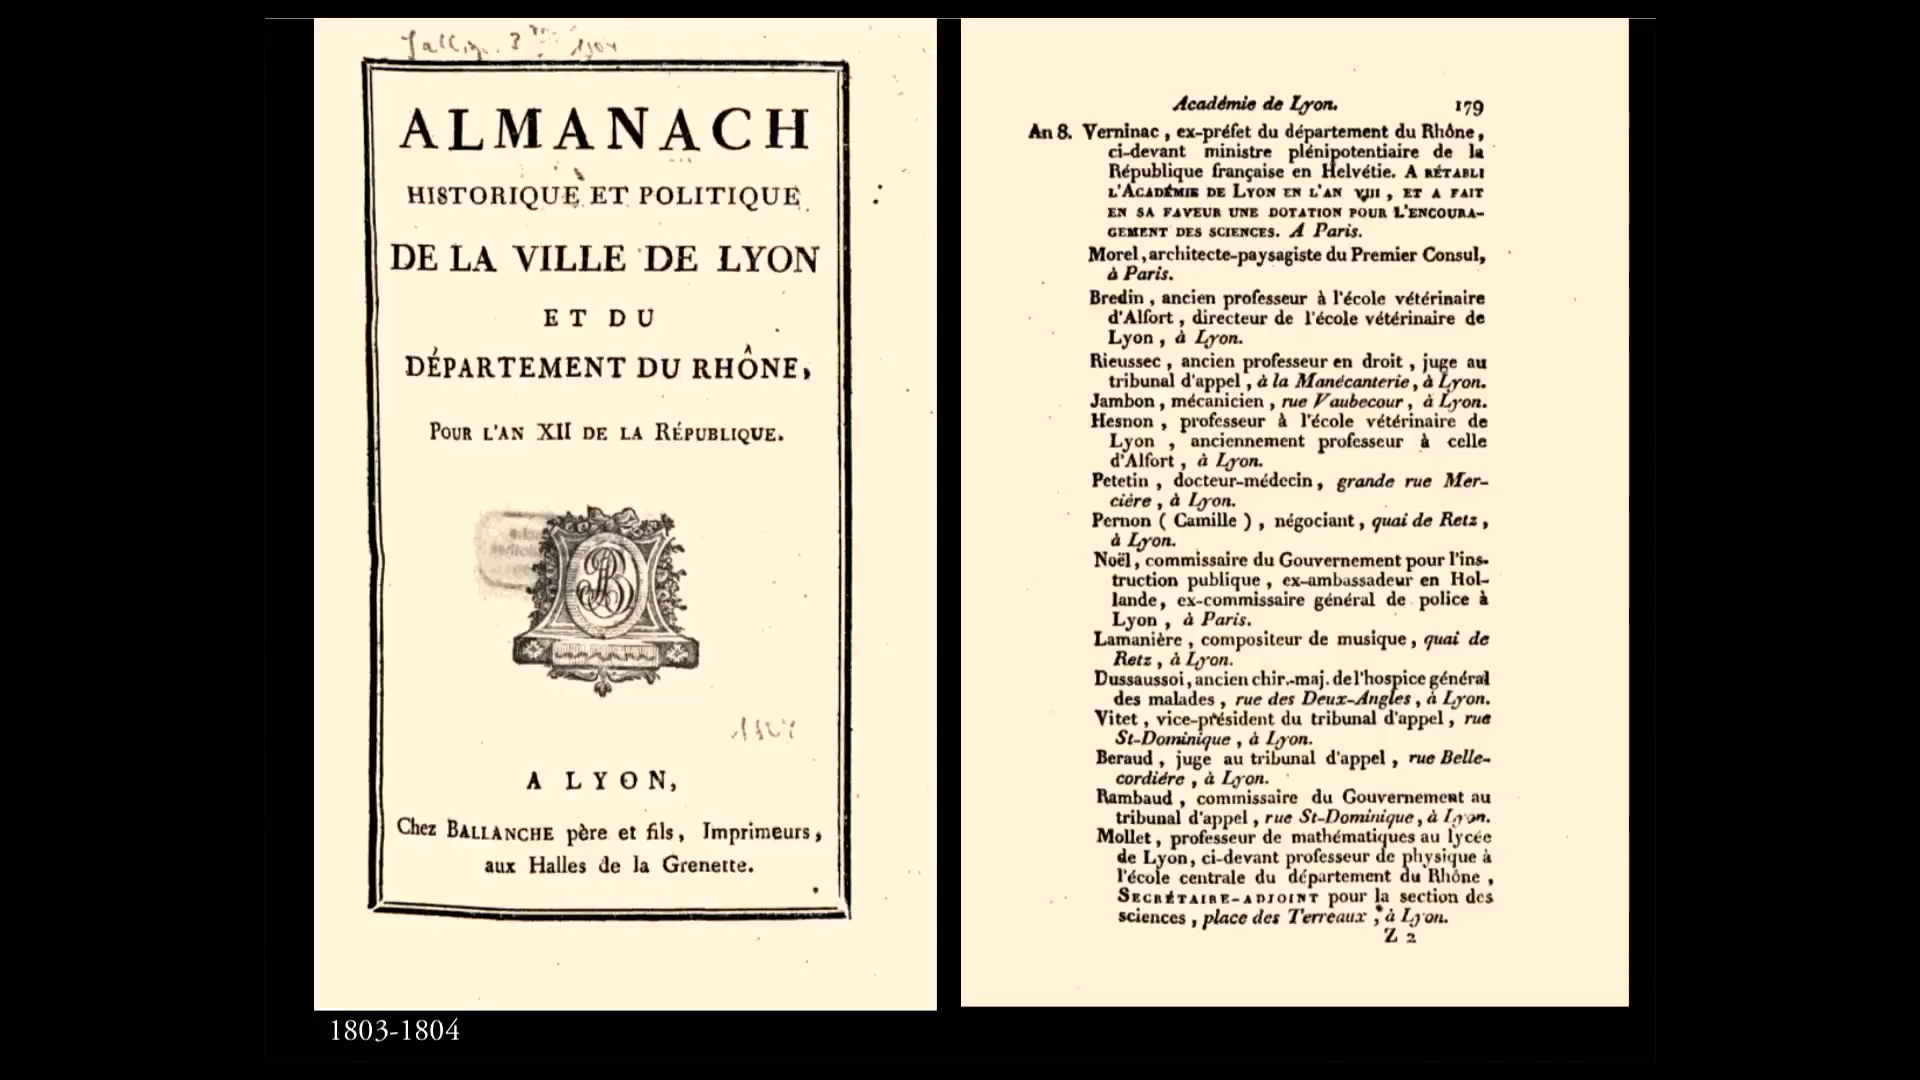 ALMANACH
HISTORIQUE ET POLITIQUE
DE LA VILLE DE LYON
ET DU
DÉPARTEMENT DU RHÔNE,
POUR L'AN XII DE LA RÉPUBLIQUE.
A LYON,
Chez BALLANCHE père et fils, Imprimeurs,
aux Halles de la Grenette.
1803-1804
Académie de Lyon. 179
An 8. Verninac, ex-préfet du département du Rhône,
ci-devant ministre plénipotentiaire de la
République française en Helvétie. A RÉTABLI
L'ACADÉMIE DE LYON EN L'AN VIII, ET A FAIT
EN SA FAVEUR UNE DOTATION POUR L'ENCOURA-
GEMENT DES SCIENCES. A Paris.
Morel, architecte-paysagiste du Premier Consul,
à Paris.
Bredin, ancien professeur à l'école vétérinaire
d'Alfort, directeur de l'école vétérinaire de
Lyon, à Lyon.
Rieussec, ancien professeur en droit, juge au
tribunal d'appel, à la Manécanterie, à Lyon.
Jambon, mécanicien, rue Vaubecour, à Lyon.
Hesnon, professeur à l'école vétérinaire de
Lyon, anciennement professeur à celle
d'Alfort, à Lyon.
Petetin, docteur-médecin, grande rue Mer-
cière, à Lyon.
Pernon (Camille), négociant, quai de Retz,
à Lyon.
Noël, commissaire du Gouvernement pour l'ins-
truction publique, ex-ambassadeur en Hol-
lande, ex-commissaire général de police à
Lyon, à Paris.
Lamanière, compositeur de musique, quai de
Retz, à Lyon.
Dussaussoi, ancien chir.-maj. de l'hospice général
des malades, rue des Deux-Angles, à Lyon.
Vitet, vice-président du tribunal d'appel, rue
St-Dominique, à Lyon.
Beraud, juge au tribunal d'appel, rue Belle-
cordiére, à Lyon.
Rambaud, commissaire du Gouvernement au
tribunal d'appel, rue St-Dominique, à Lyon.
Mollet, professeur de mathématiques au lycée
de Lyon, ci-devant professeur de physique à
l'école centrale du département du Rhône,
SECRÉTAIRE-ADJOINT pour la section des
sciences, place des Terreaux, à Lyon.
Z 2